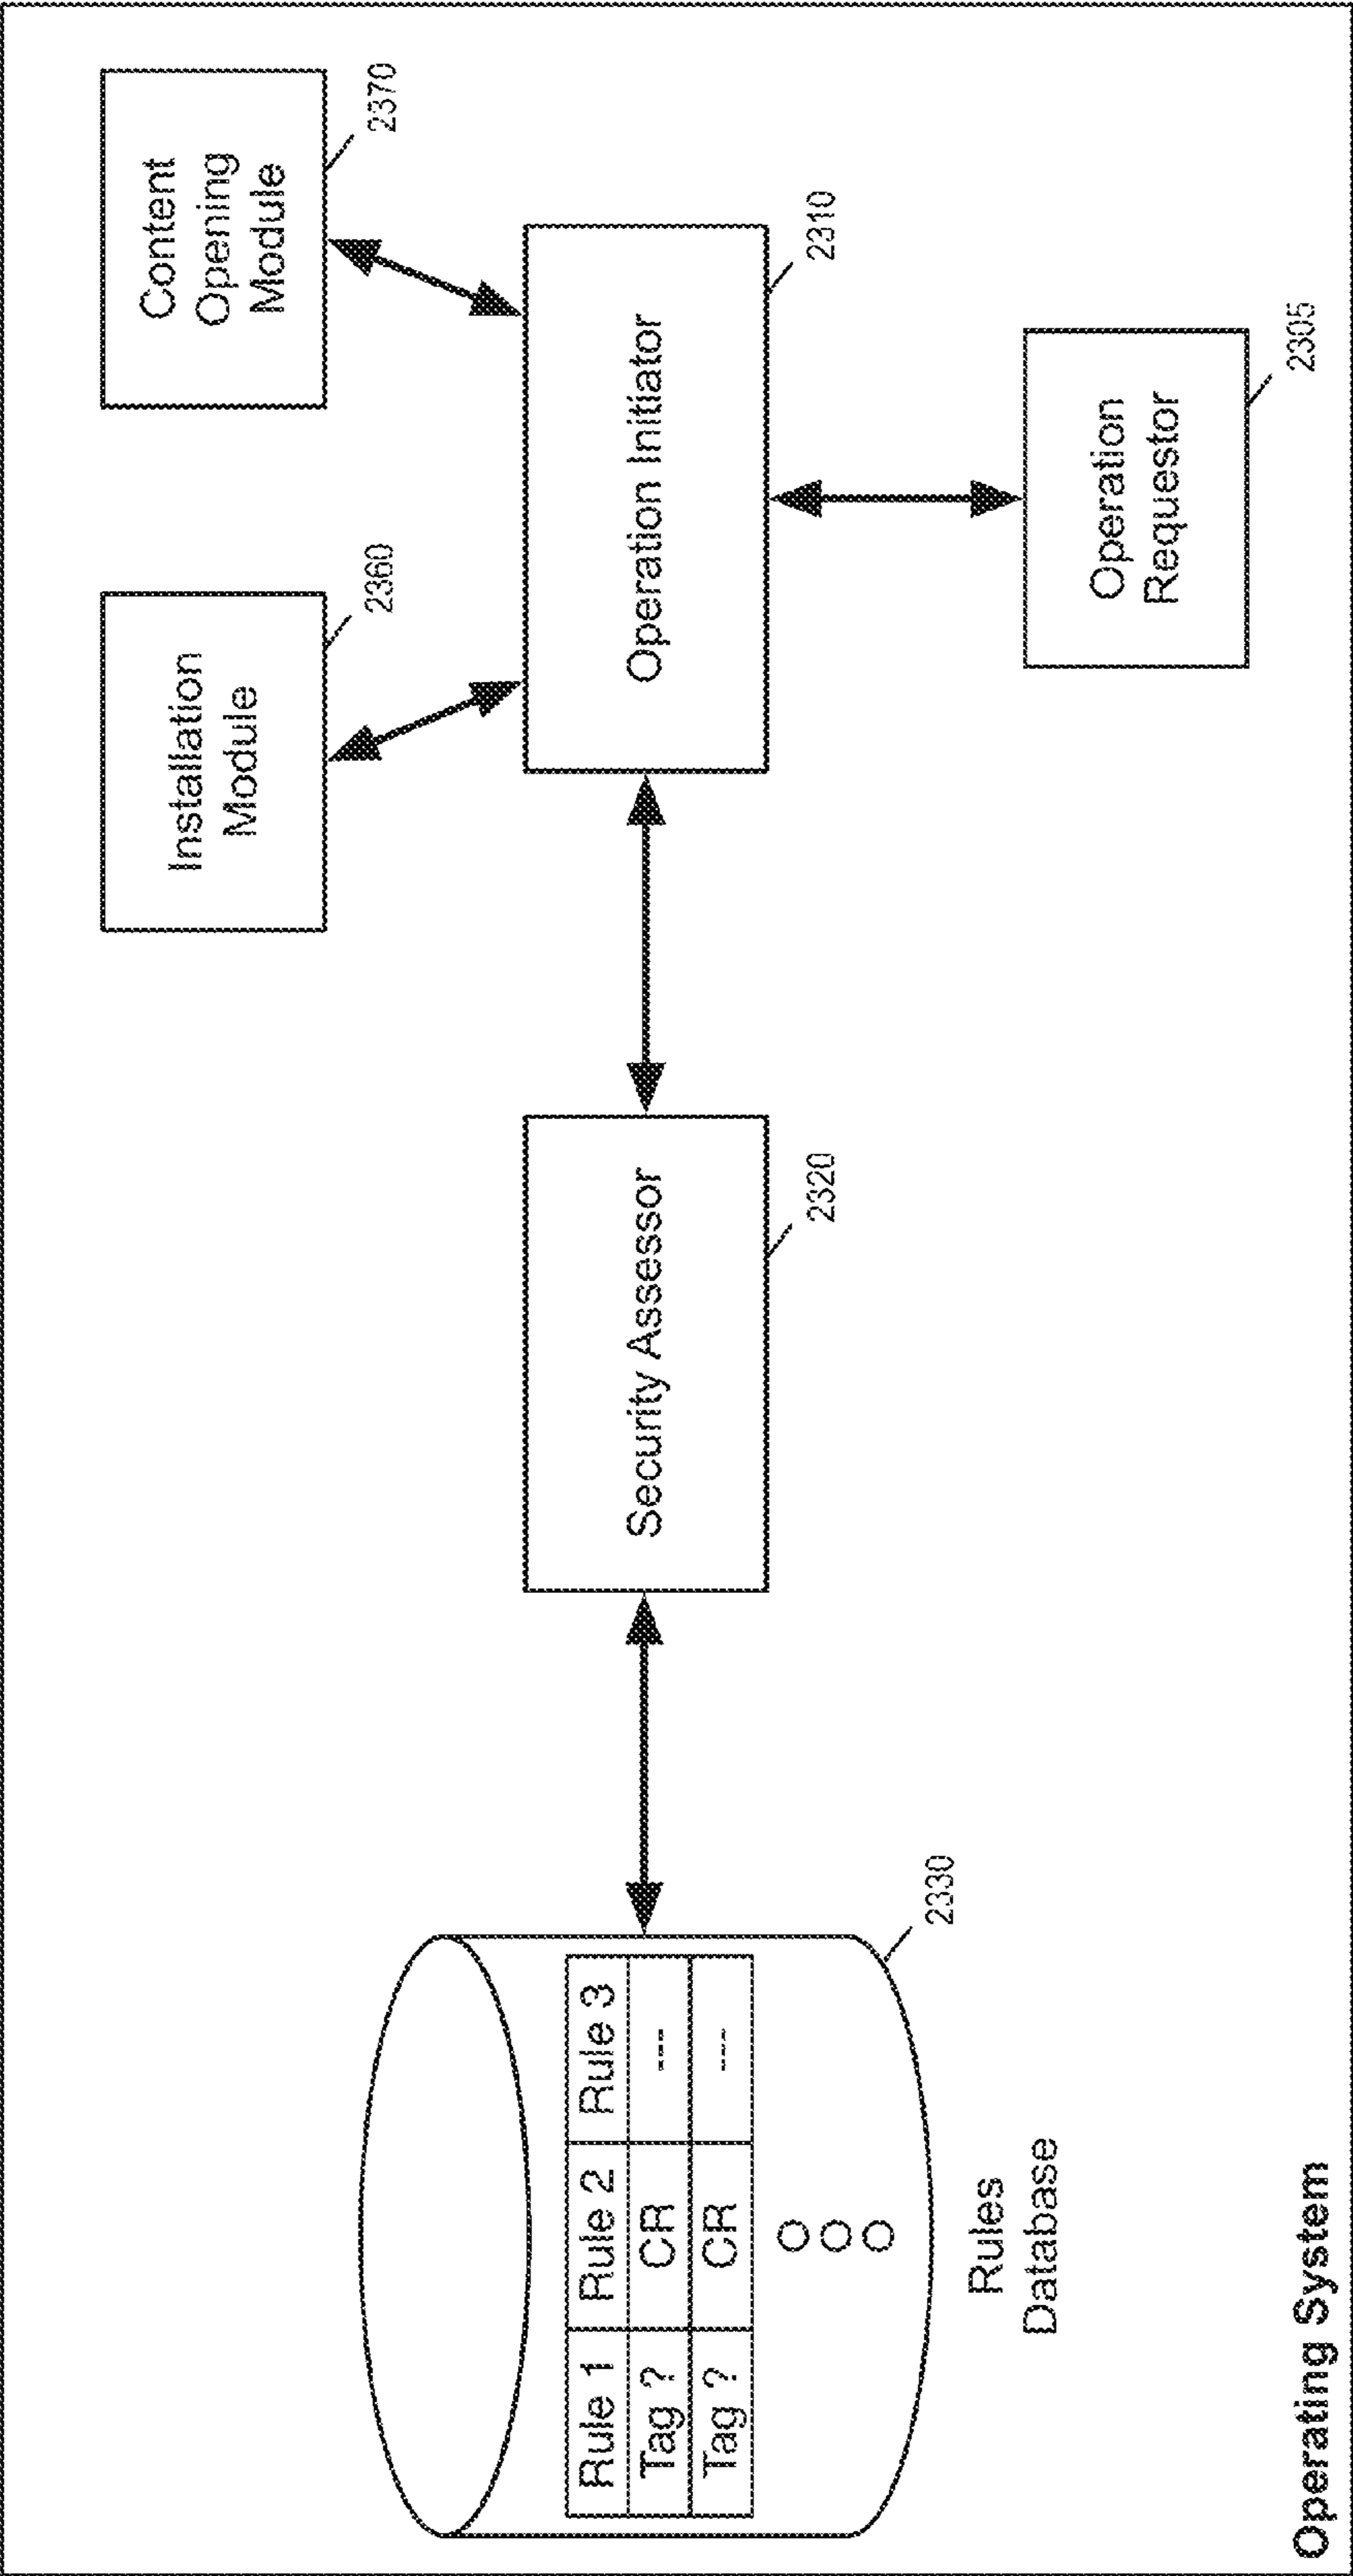 Installation
Module
2360
Content
Opening
Module
2370
Rule 1 Rule 2 Rule 3
Tag ? CR ---
Tag ? CR ---
2330
Rules
Database
Security Assessor
2320
Operation Initiator
2310
Operation
Requestor
2305
Operating System